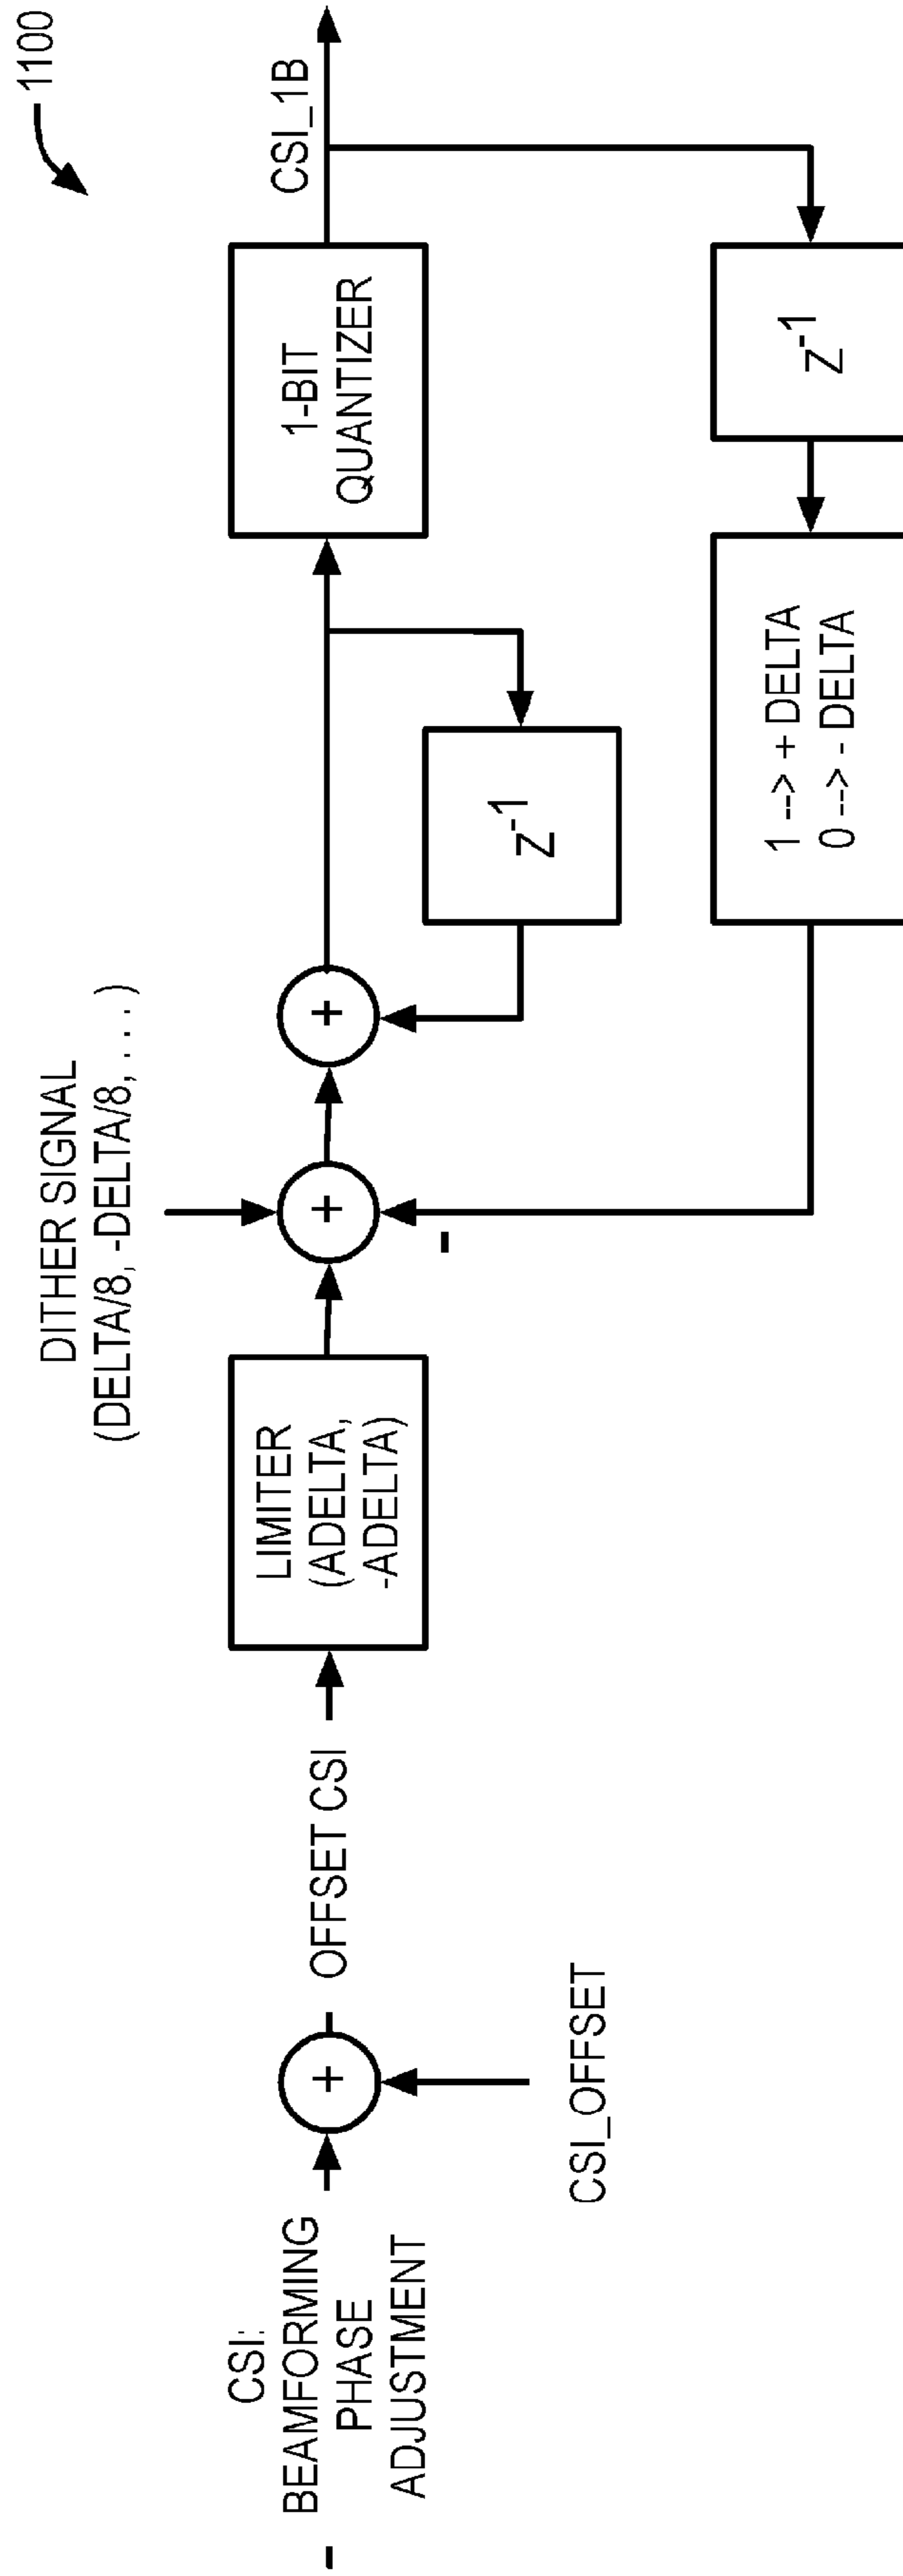 1100
CSI:
BEAMFORMING
PHASE
ADJUSTMENT
+
CSI_OFFSET
OFFSET CSI
LIMITER
(ADELTA,
-ADELTA)
DITHER SIGNAL
(DELTA/8, -DELTA/8, . . . )
+
-
+
Z-1
1-BIT
QUANTIZER
CSI_1B
Z-1
1 --> + DELTA
0 --> - DELTA